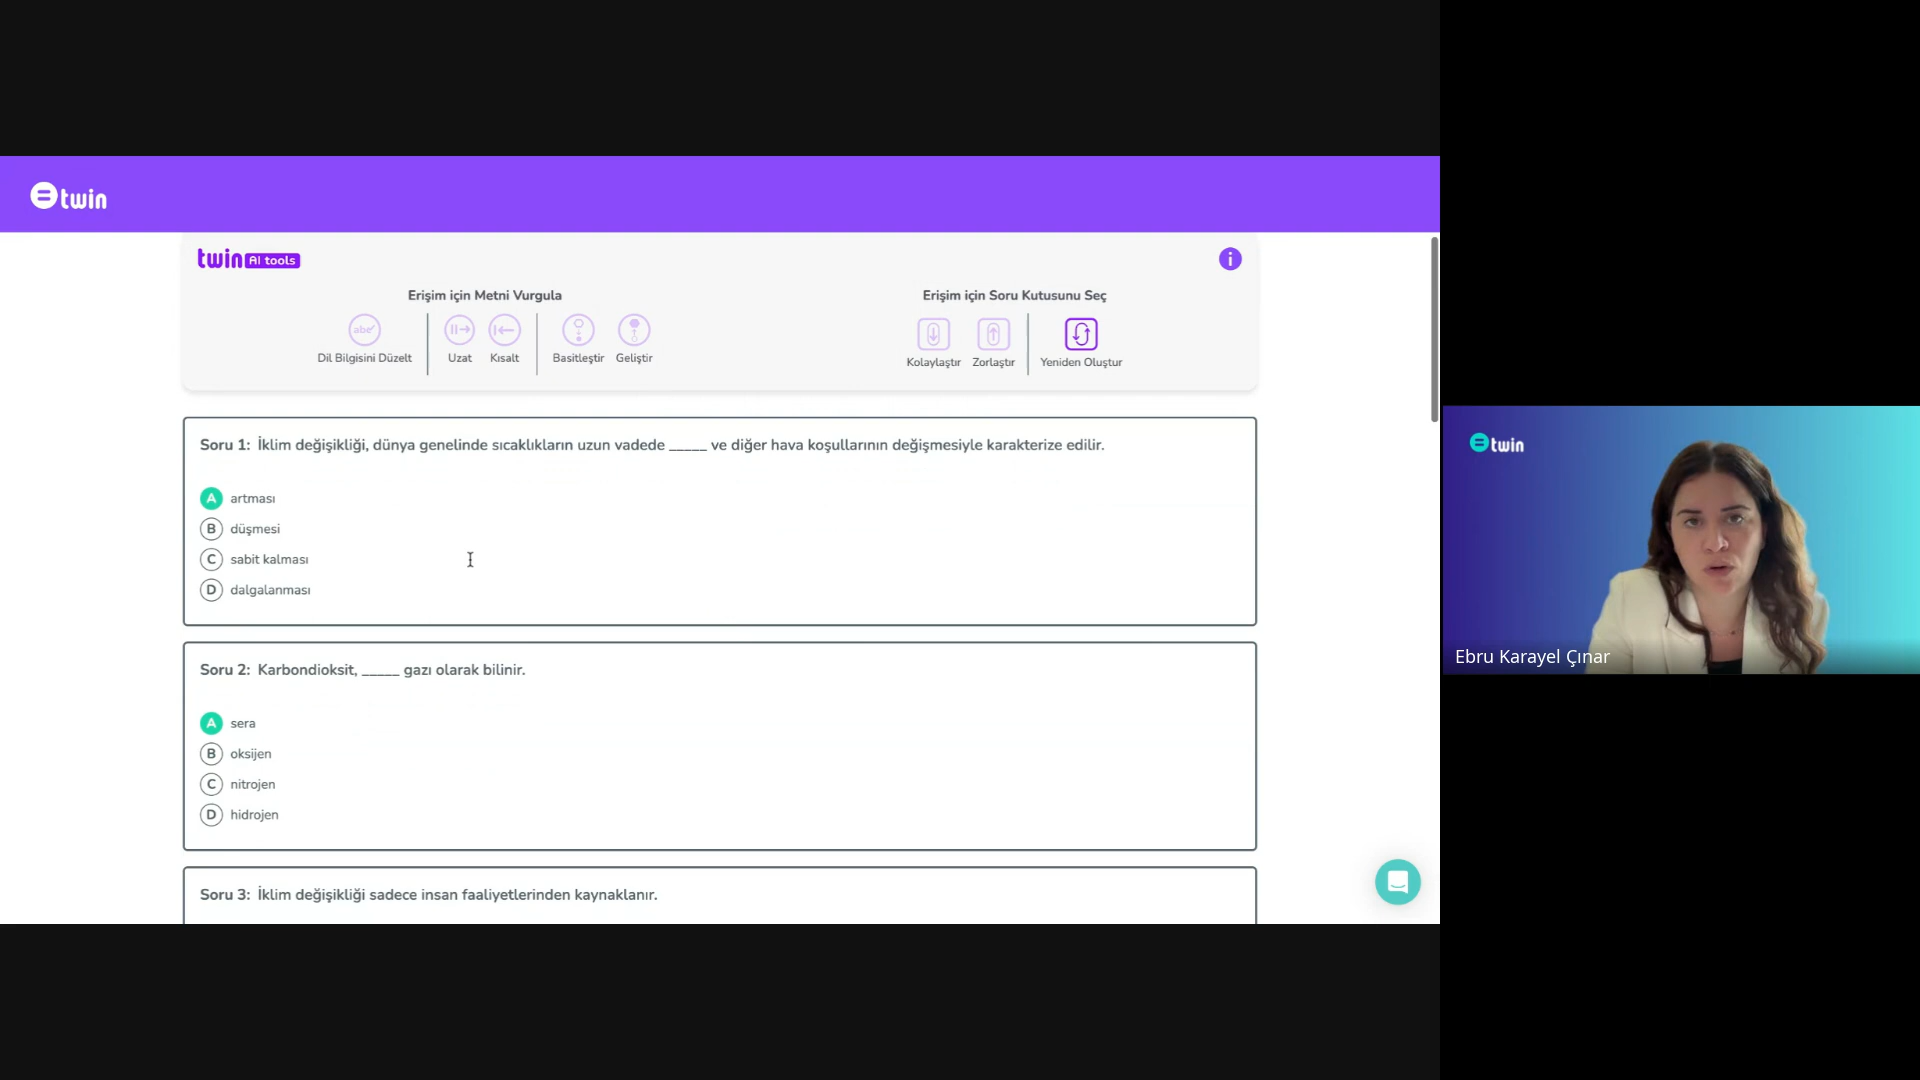 twin
twin AI tools
i
Erişim için Metni Vurgula
Erişim için Soru Kutusunu Seç
abc
Dil Bilgisini Düzelt
Uzat
Kısalt
Basitleştir
Geliştir
Kolaylaştır
Zorlaştır
Yeniden Oluştur
Soru 1: İklim değişikliği, dünya genelinde sıcaklıkların uzun vadede _____ ve diğer hava koşullarının değişmesiyle karakterize edilir.
A artması
B düşmesi
C sabit kalması
D dalgalanması
Soru 2: Karbondioksit, _____ gazı olarak bilinir.
A sera
B oksijen
C nitrojen
D hidrojen
Soru 3: İklim değişikliği sadece insan faaliyetlerinden kaynaklanır.
twin
Ebru Karayel Çınar